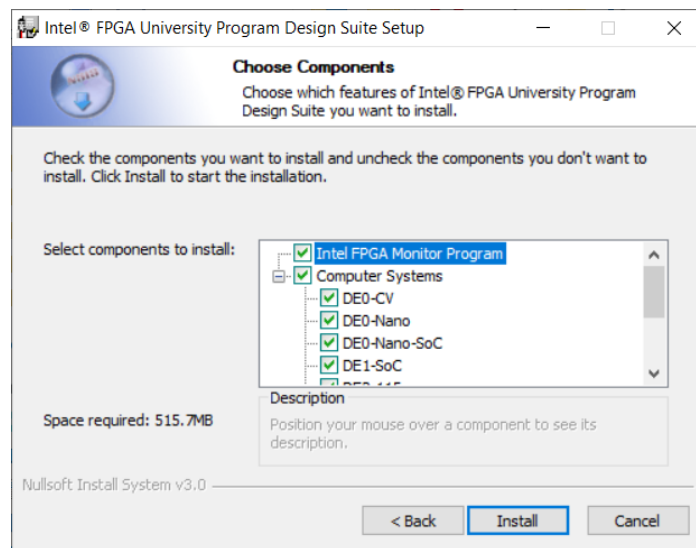 Intel® FPGA University Program Design Suite Setup
Choose Components
Choose which features of Intel® FPGA University Program
Design Suite you want to install.
Check the components you want to install and uncheck the components you don't want to
install. Click Install to start the installation.
Select components to install:
Intel FPGA Monitor Program
Computer Systems
DE0-CV
DE0-Nano
DE0-Nano-SoC
DE1-SoC
Space required: 515.7MB
Description
Position your mouse over a component to see its
description.
Nullsoft Install System v3.0
< Back
Install
Cancel